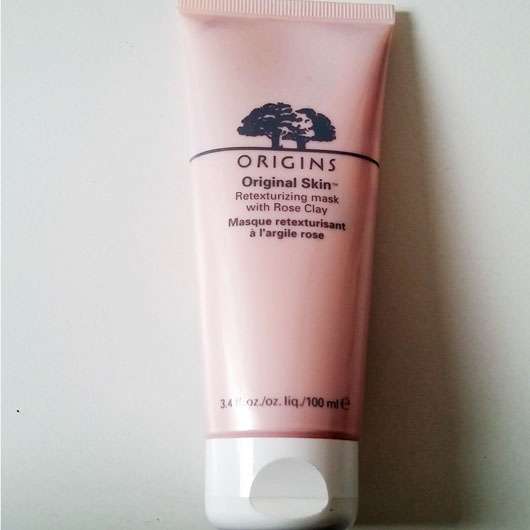 ORIGINS
Original Skin™
Retexturizing mask
with Rose Clay
Masque retexturisant
à l'argile rose
3.4 fl.oz./oz. liq./100 ml ℮